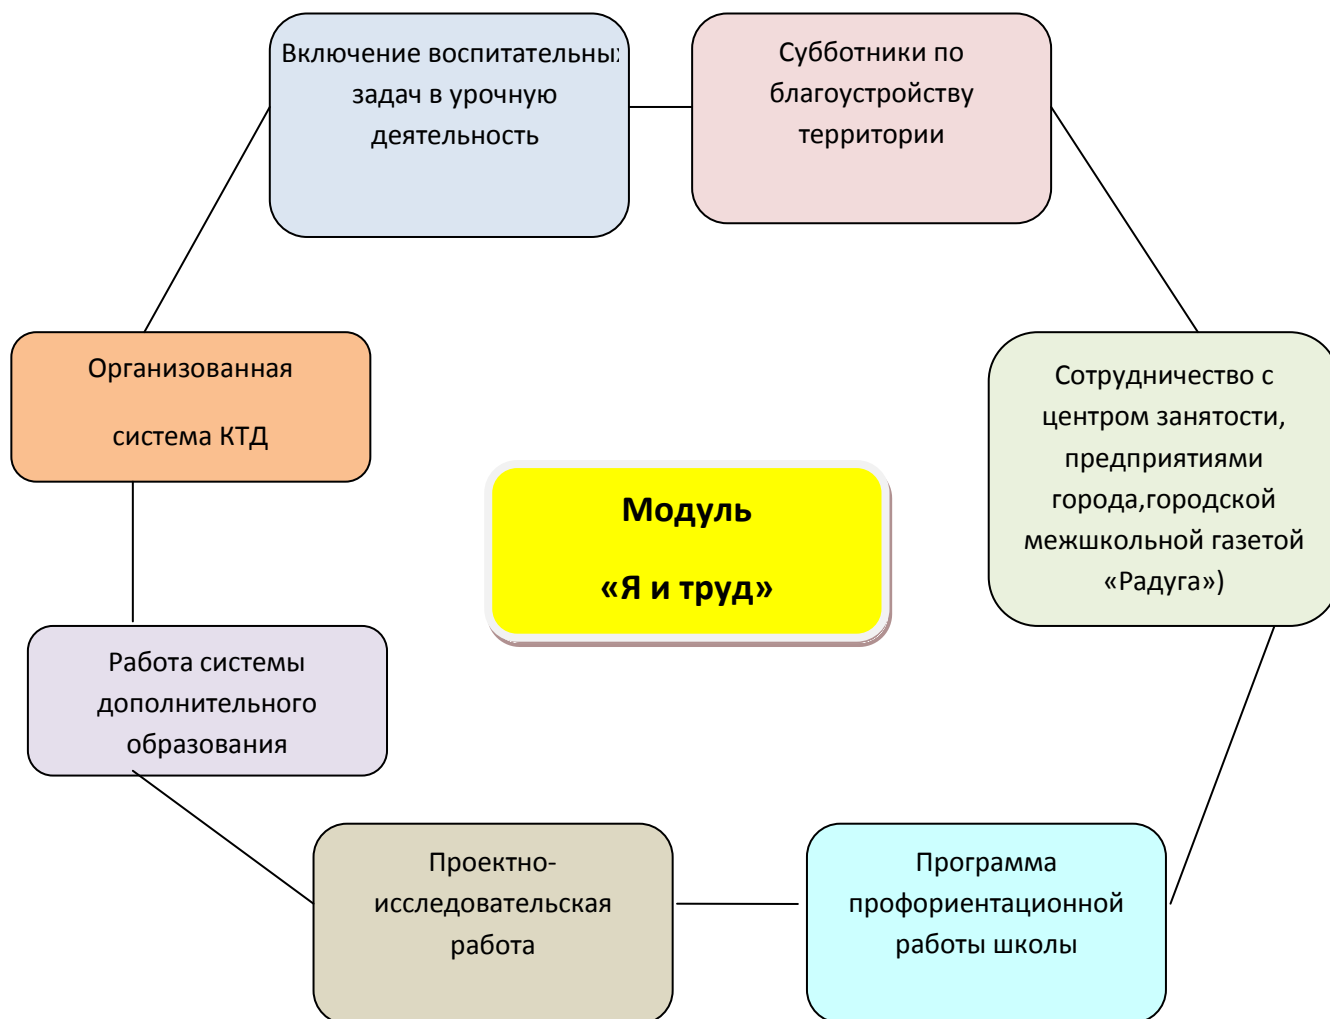 Включение воспитательны
задач в урочную
деятельность
Субботники по
благоустройству
территории
Организованная
система КТД
Сотрудничество с
центром занятости,
предприятиями
города,городской
межшкольной газетой
«Радуга»)
Модуль
«Я и труд»
Работа системы
дополнительного
образования
Проектно-
исследовательская
работа
Программа
профориентационной
работы школы